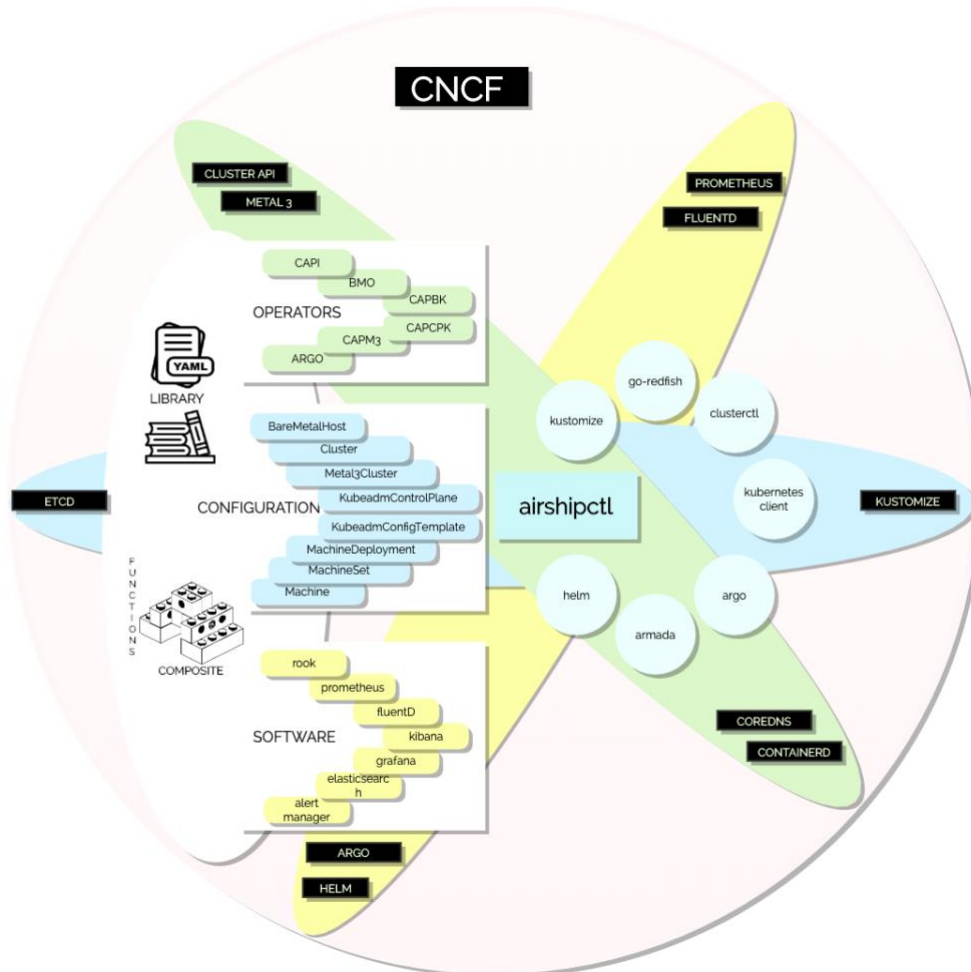 CNCF
CLUSTER API
METAL 3
PROMETHEUS
FLUENTD
CAPI
BMO
CAPBK
OPERATORS
CAPCPK
CAPM3
ARGO
YAML
LIBRARY
go-redfish
kustomize
clusterctl
BareMetalHost
Cluster
Metal3Cluster
KubeadmControlPlane
CONFIGURATION
KubeadmConfigTemplate
MachineDeployment
MachineSet
Machine
ETCD
airshipctl
kubernetes
client
KUSTOMIZE
FUNCTIONS
COMPOSITE
helm
argo
armada
rook
prometheus
fluentD
SOFTWARE
kibana
grafana
elasticsearc
h
alert
manager
COREDNS
CONTAINERD
ARGO
HELM